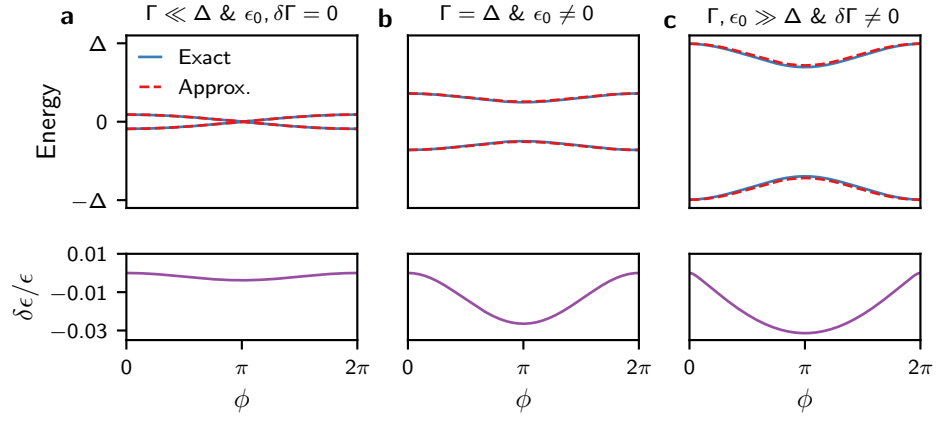 a Γ ≪ Δ & ϵ₀, δΓ = 0
b Γ = Δ & ϵ₀ ≠ 0
c Γ, ϵ₀ ≫ Δ & δΓ ≠ 0
Energy
Δ
0
−Δ
Exact
Approx.
δϵ/ϵ
0.01
−0.01
−0.03
0 π 2π
0 π 2π
0 π 2π
ϕ ϕ ϕ